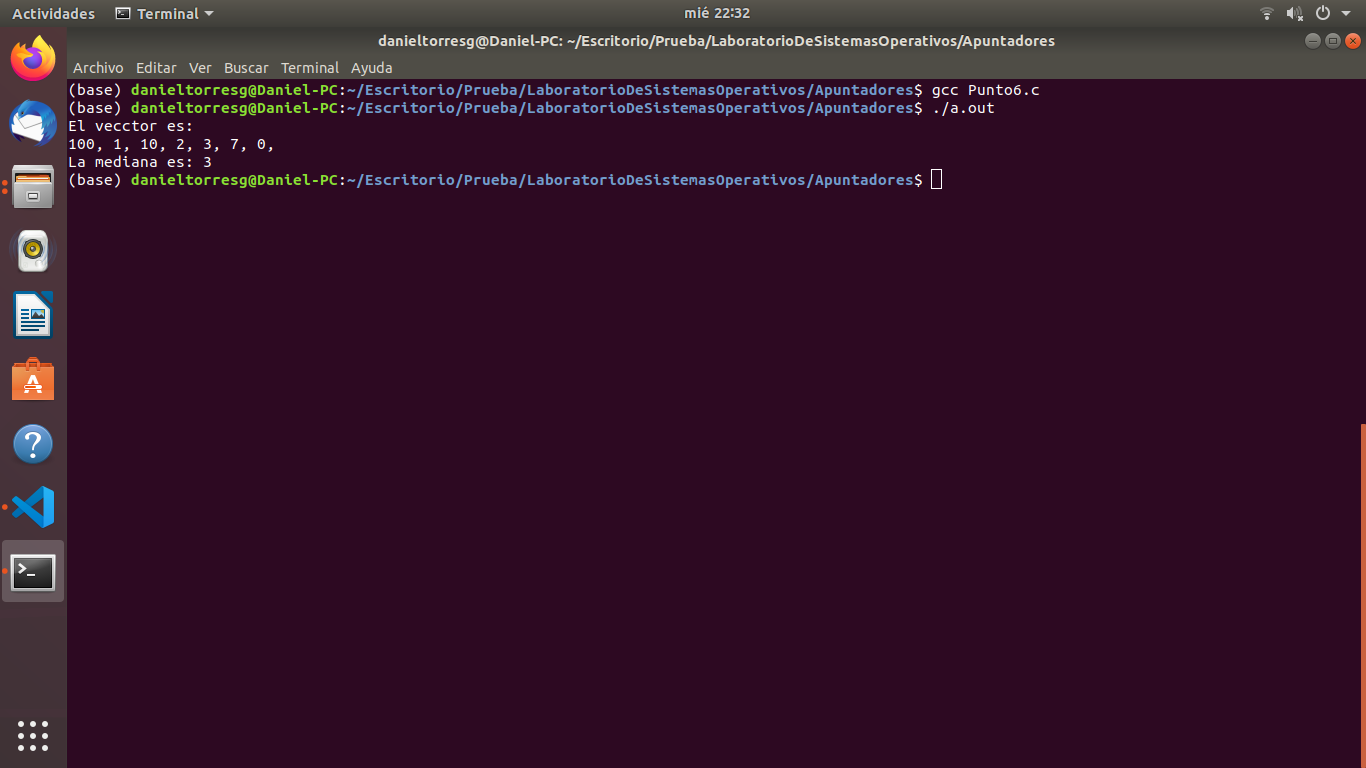 Actividades Terminal mié 22:32
danieltorresg@Daniel-PC: ~/Escritorio/Prueba/LaboratorioDeSistemasOperativos/Apuntadores
Archivo Editar Ver Buscar Terminal Ayuda
(base) danieltorresg@Daniel-PC:~/Escritorio/Prueba/LaboratorioDeSistemasOperativos/Apuntadores$ gcc Punto6.c
(base) danieltorresg@Daniel-PC:~/Escritorio/Prueba/LaboratorioDeSistemasOperativos/Apuntadores$ ./a.out
El vecctor es:
100, 1, 10, 2, 3, 7, 0,
La mediana es: 3
(base) danieltorresg@Daniel-PC:~/Escritorio/Prueba/LaboratorioDeSistemasOperativos/Apuntadores$